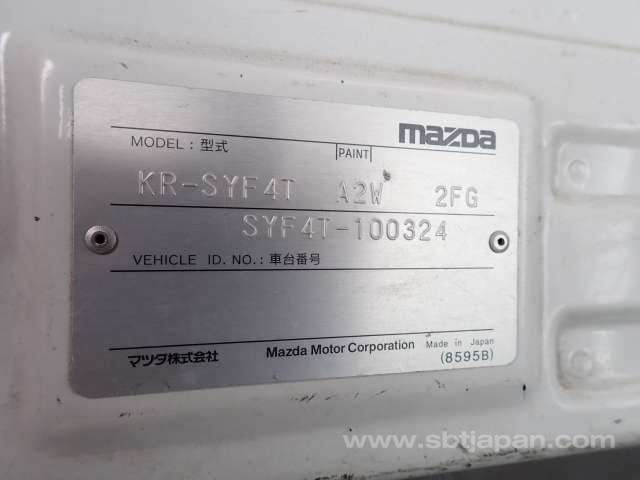 mazda
MODEL : 型式 PAINT
KR-SYF4T A2W 2FG
SYF4T-100324
VEHICLE ID. NO. : 車台番号
マツダ株式会社 Mazda Motor Corporation Made in Japan
(8595B)
www.sbtjapan.com